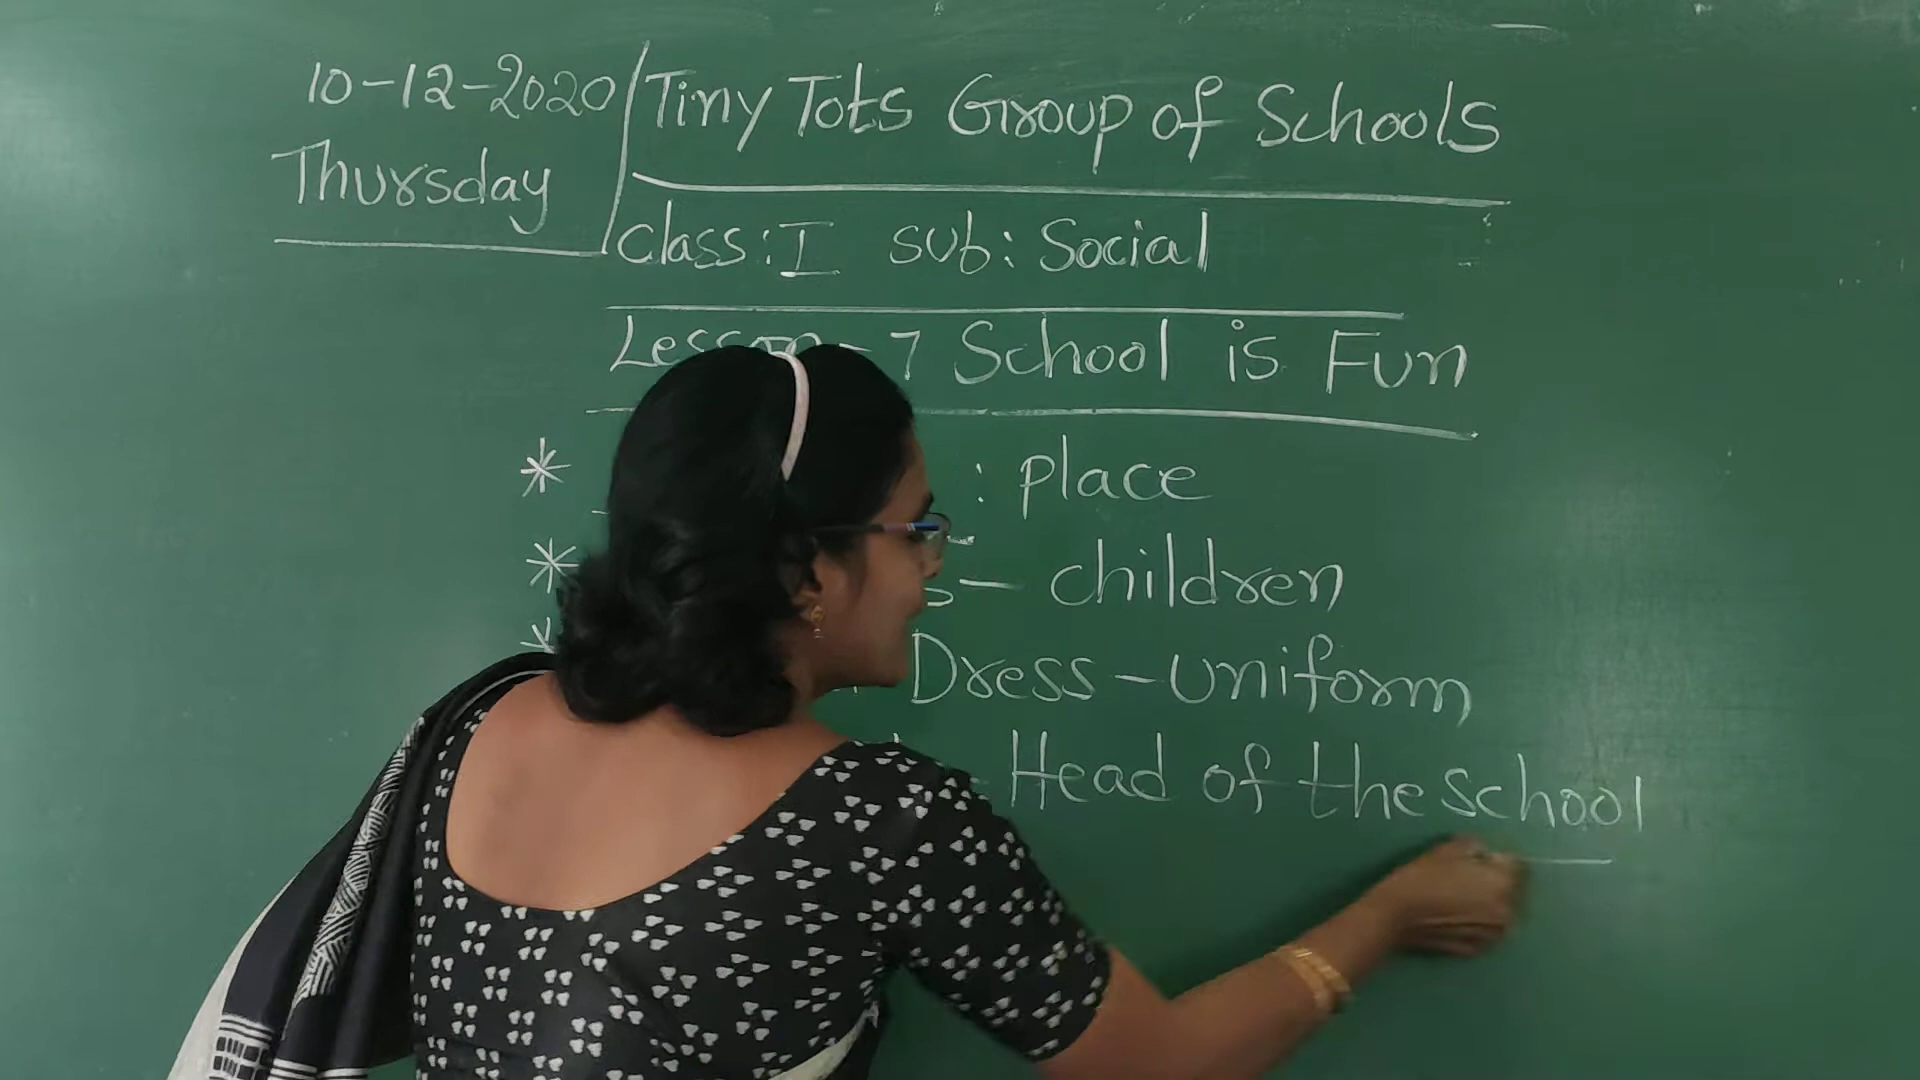 10-12-2020
Thursday
Tiny Tots Group of Schools
Class: I Sub: Social
Lesson-7 School is Fun
* : place
* - children
* Dress-uniform
Head of the school